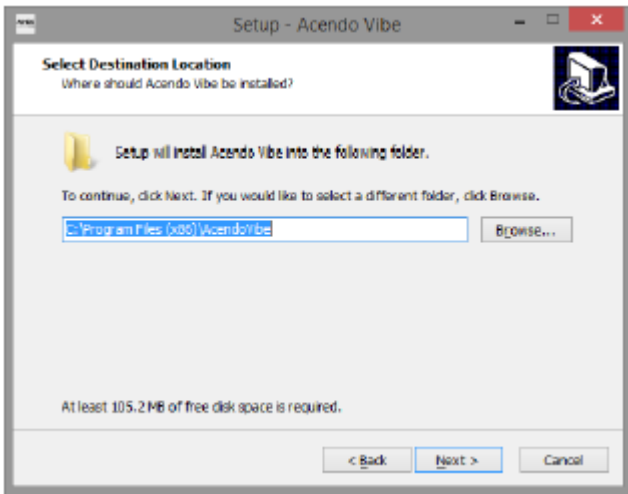 Setup - Acendo Vibe
Select Destination Location
Where should Acendo Vibe be installed?
Setup will install Acendo Vibe into the following folder.
To continue, click Next. If you would like to select a different folder, click Browse.
C:\Program Files (x86)\AcendoVibe
Browse...
At least 105.2 MB of free disk space is required.
< Back
Next >
Cancel